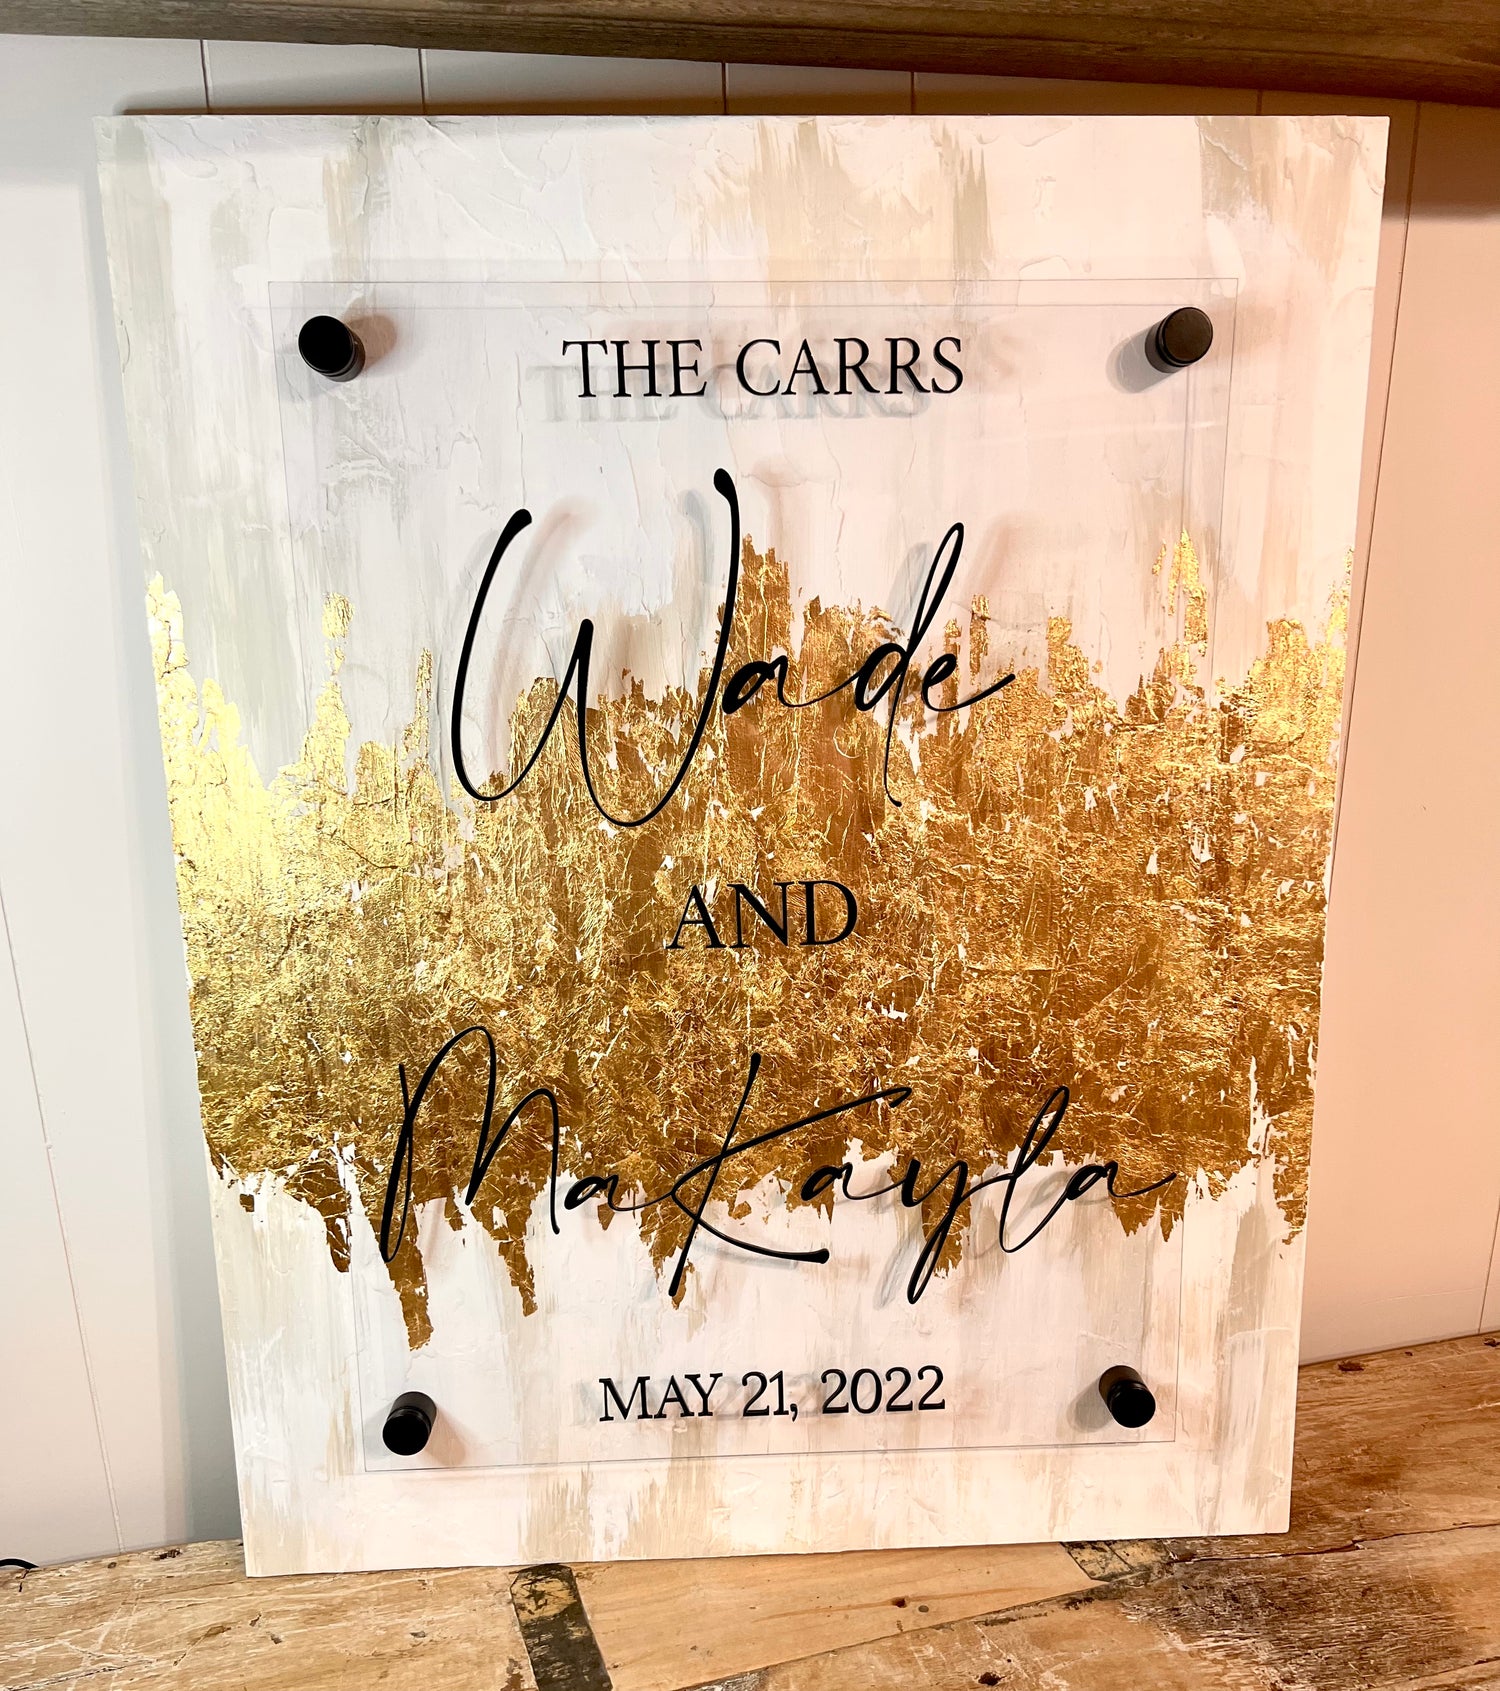 THE CARRS
Wade
AND
MaKayla
MAY 21, 2022